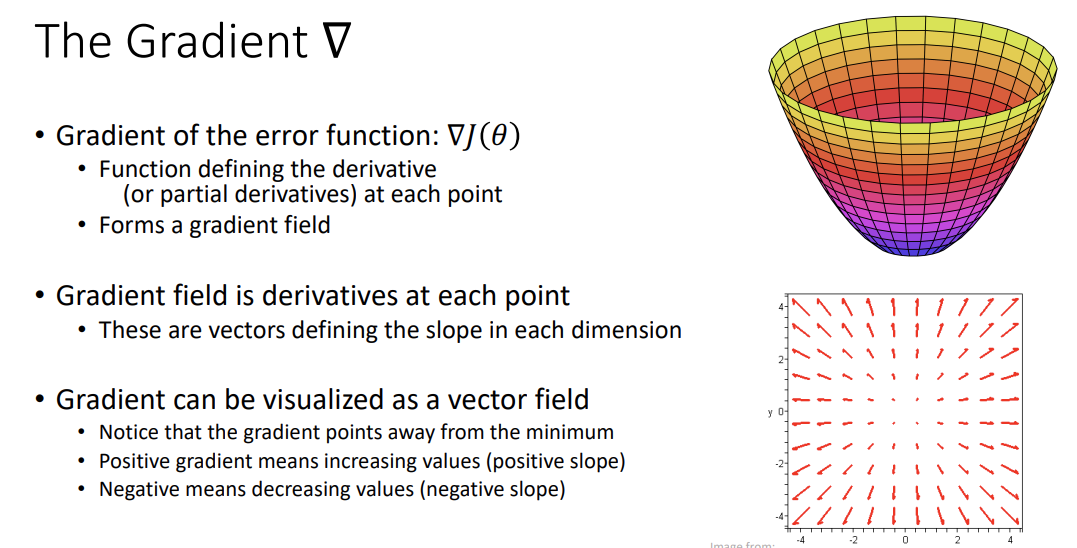 The Gradient ∇
• Gradient of the error function: ∇J(θ)
• Function defining the derivative
(or partial derivatives) at each point
• Forms a gradient field
• Gradient field is derivatives at each point
• These are vectors defining the slope in each dimension
• Gradient can be visualized as a vector field
• Notice that the gradient points away from the minimum
• Positive gradient means increasing values (positive slope)
• Negative means decreasing values (negative slope)
4
2
y 0
-2
-4
-4 -2 0 2 4
Image from: